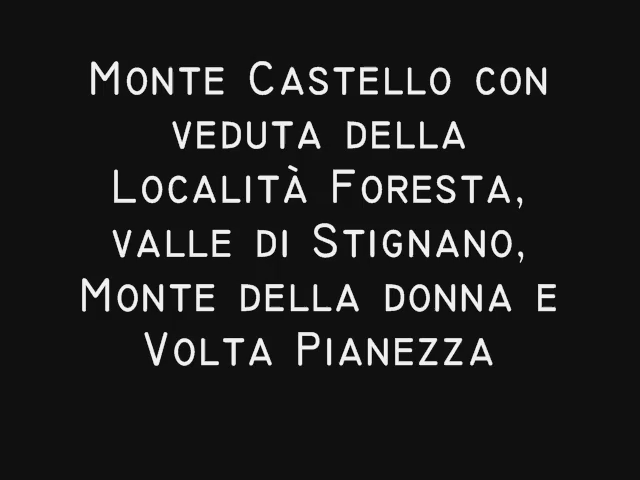 Monte Castello con
veduta della
Località Foresta,
valle di Stignano,
Monte della donna e
Volta Pianezza